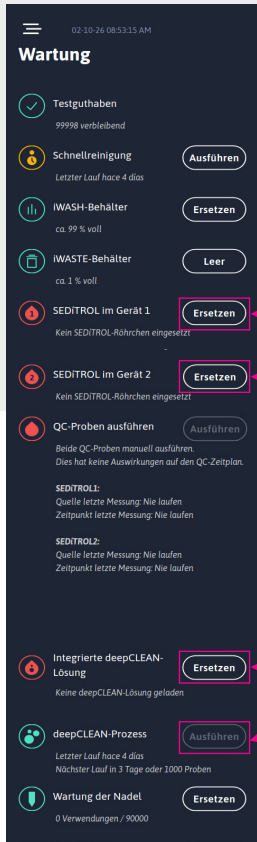 02-10-26 08:53:15 AM
Wartung
Testguthaben
99998 verbleibend
Schnellreinigung
Ausführen
Letzter Lauf hace 4 días
iWASH-Behälter
Ersetzen
ca. 99 % voll
iWASTE-Behälter
Leer
ca. 1 % voll
1
SEDiTROL im Gerät 1
Ersetzen
Kein SEDiTROL-Röhrchen eingesetzt
2
SEDiTROL im Gerät 2
Ersetzen
Kein SEDiTROL-Röhrchen eingesetzt
QC-Proben ausführen
Ausführen
Beide QC-Proben manuell ausführen.
Dies hat keine Auswirkungen auf den QC-Zeitplan.
SEDiTROL1:
Quelle letzte Messung: Nie laufen
Zeitpunkt letzte Messung: Nie laufen
SEDiTROL2:
Quelle letzte Messung: Nie laufen
Zeitpunkt letzte Messung: Nie laufen
Integrierte deepCLEAN-
Lösung
Ersetzen
Keine deepCLEAN-Lösung geladen
deepCLEAN-Prozess
Ausführen
Letzter Lauf hace 4 días
Nächster Lauf in 3 Tage oder 1000 Proben
Wartung der Nadel
Ersetzen
0 Verwendungen / 90000